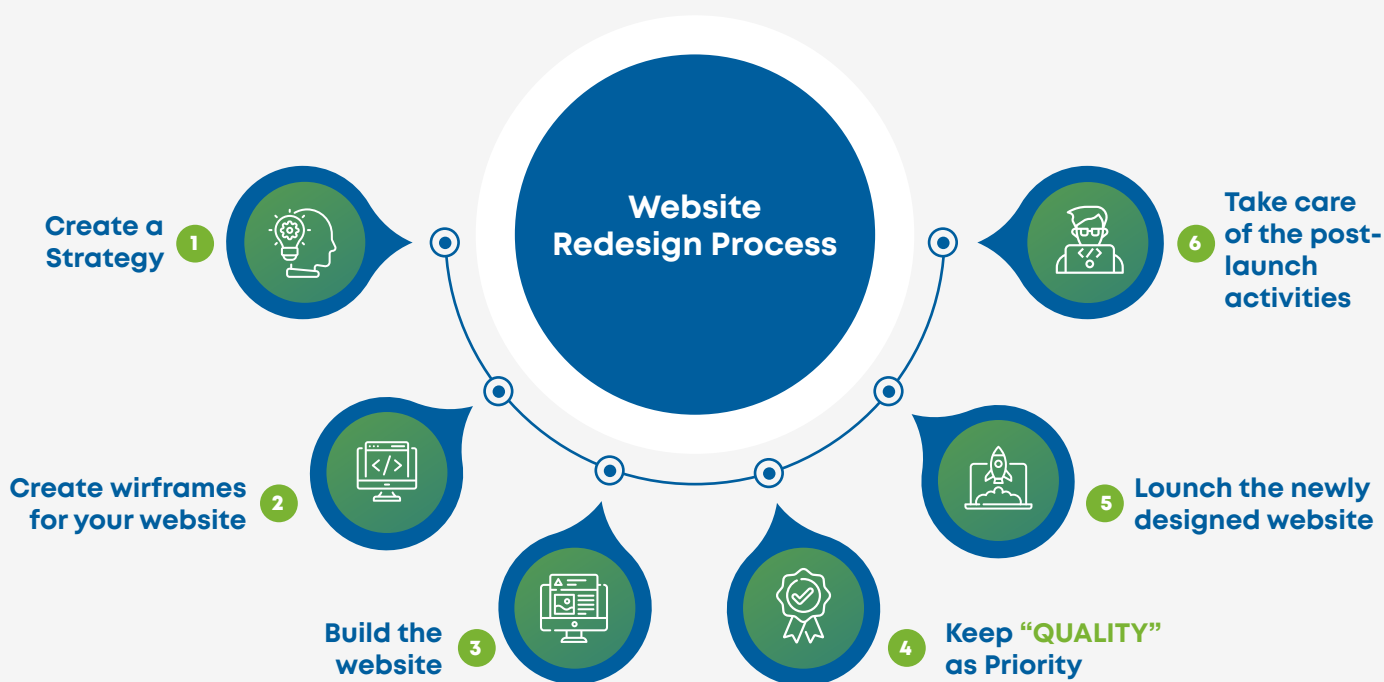 Website
Redesign Process
Create a
Strategy
1
Create wirframes
for your website
2
Build the
website
3
4
Keep “QUALITY”
as Priority
5
Lounch the newly
designed website
6
Take care
of the post-
launch
activities